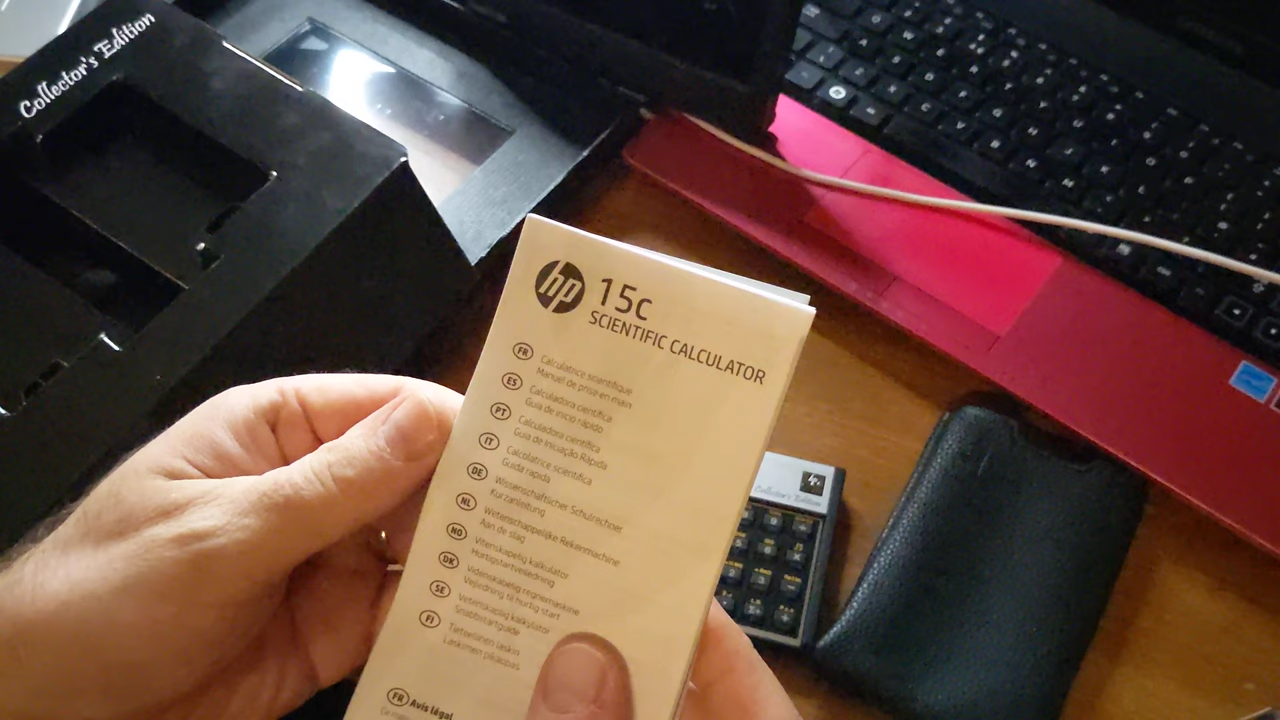 Collector's Edition
hp
15c
SCIENTIFIC CALCULATOR
FR Calculatrice scientifique
Manuel de prise en main
ES Calculadora científica
Guía de inicio rápido
PT Calculadora científica
Guia de Iniciação Rápida
IT Calcolatrice scientifica
Guida rapida
DE Wissenschaftlicher Schulrechner
Kurzanleitung
NL Wetenschappelijke Rekenmachine
Aan de slag
NO Vitenskapelig kalkulator
Hurtigstartveiledning
DK Videnskabelig regnemaskine
Vejledning til hurtig start
SE Vetenskaplig kalkylator
Snabbstartguide
FI Tieteellinen laskin
Laskimen pikaopas
FR Avis légal
hp
Collector's Edition